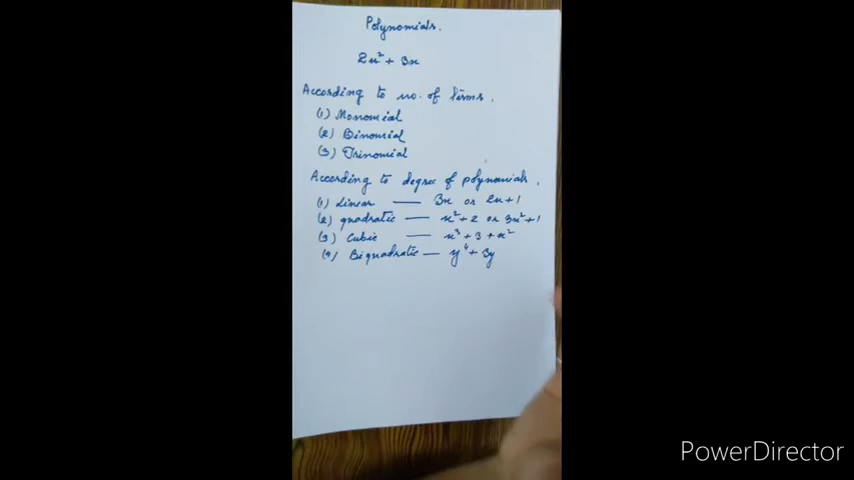 Polynomials.
2x² + 3x
According to no. of terms.
(1) Monomial
(2) Binomial
(3) Trinomial
According to degree of polynomials.
(1) Linear — 3x or 2x+1
(2) quadratic — x²+2 or 3x²+1
(3) Cubic — x³+3+x²
(4) Biquadratic — y⁴+3y
PowerDirector